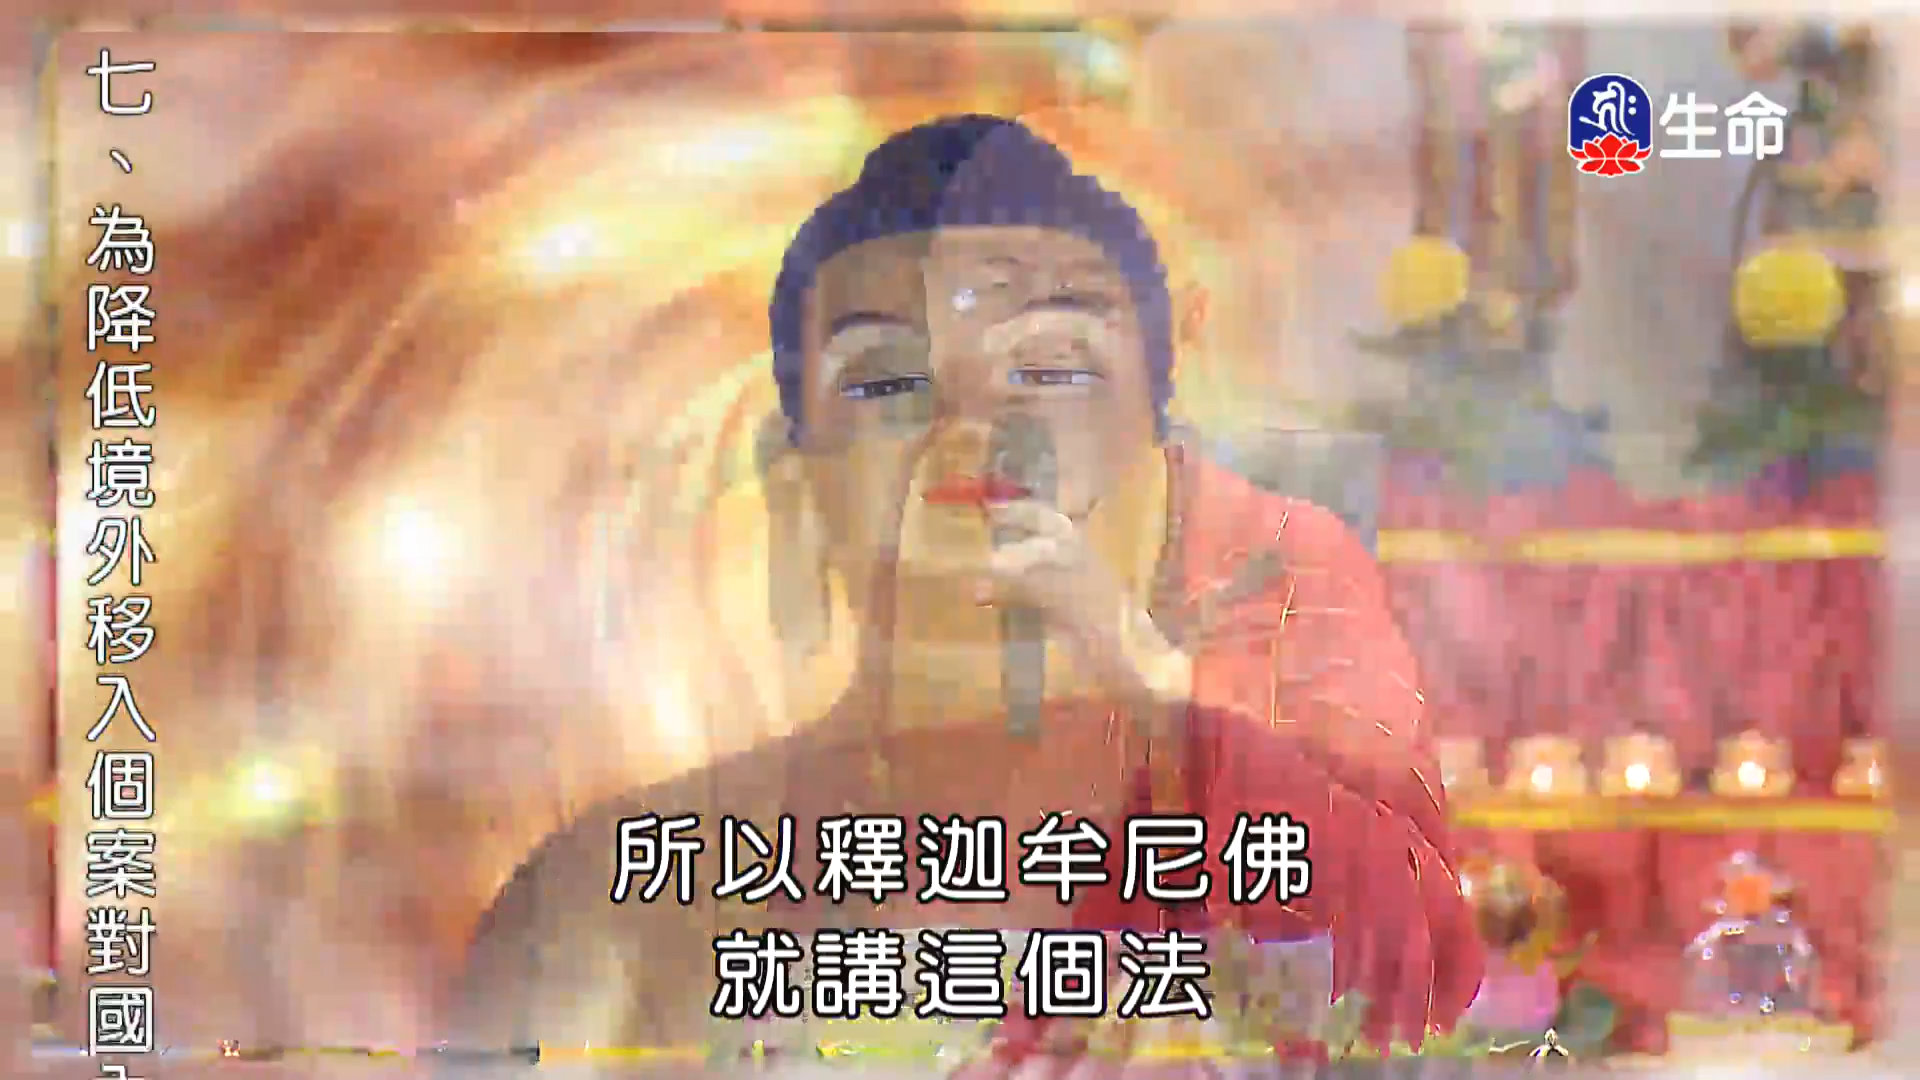 七、為降低境外移入個案對國
生命
所以釋迦牟尼佛
就講這個法